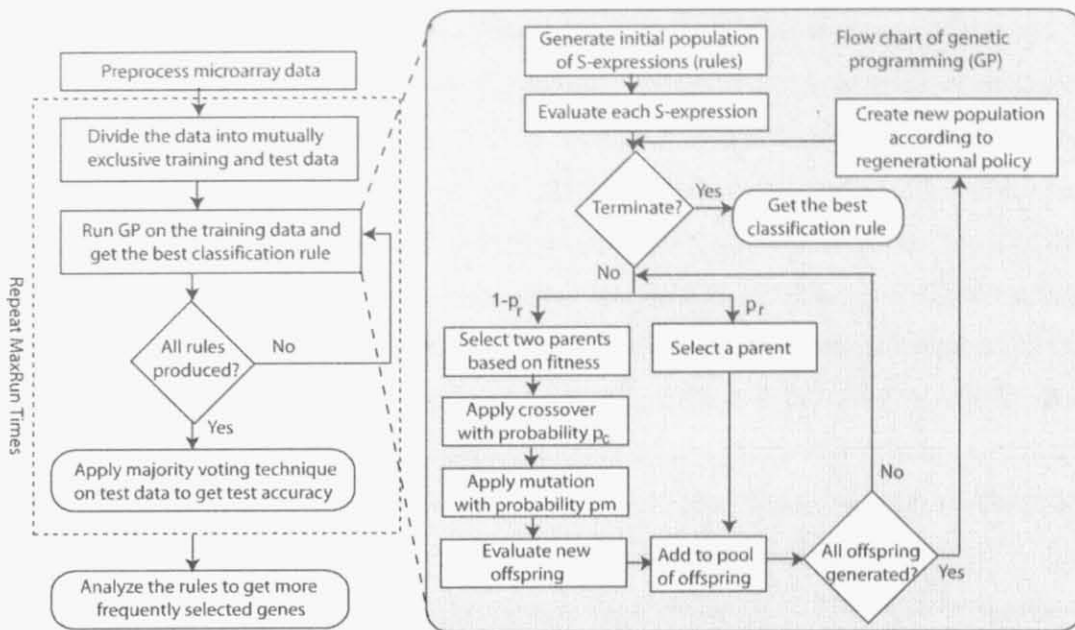 Preprocess microarray data
Divide the data into mutually
exclusive training and test data
Run GP on the training data and
get the best classification rule
All rules
produced?
No
Yes
Apply majority voting technique
on test data to get test accuracy
Repeat MaxRun Times
Analyze the rules to get more
frequently selected genes
Flow chart of genetic
programming (GP)
Generate initial population
of S-expressions (rules)
Evaluate each S-expression
Create new population
according to
regenerational policy
Terminate?
Yes
Get the best
classification rule
No
1-pr
pr
Select two parents
based on fitness
Select a parent
Apply crossover
with probability pc
Apply mutation
with probability pm
Evaluate new
offspring
Add to pool
of offspring
All offspring
generated?
No
Yes